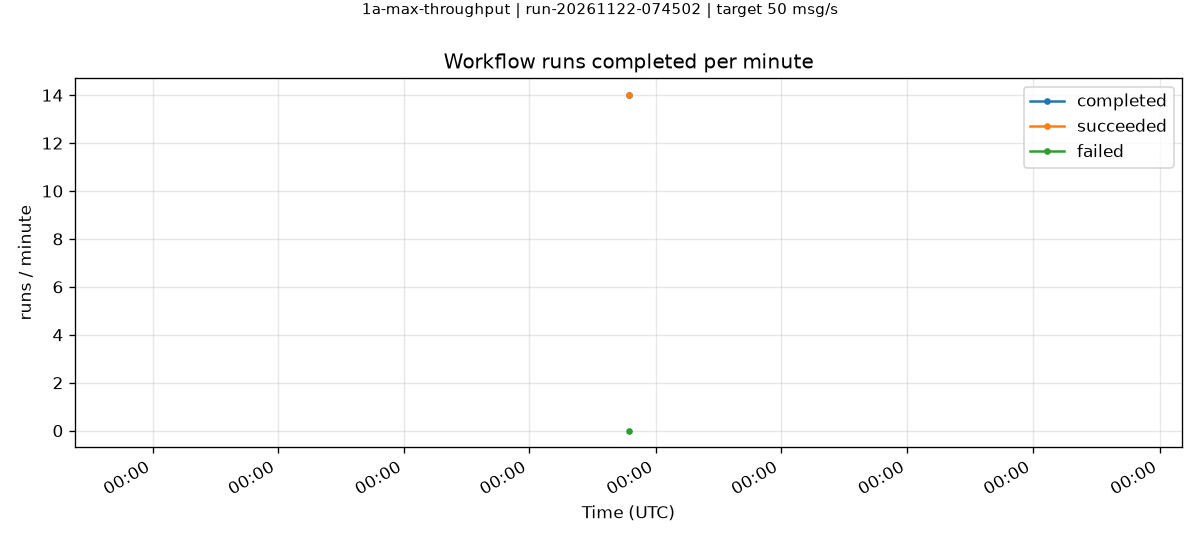 1a-max-throughput | run-20261122-074502 | target 50 msg/s
Workflow runs completed per minute
completed
succeeded
failed
14
12
10
8
6
4
2
0
runs / minute
00:00 00:00 00:00 00:00 00:00 00:00 00:00 00:00 00:00
Time (UTC)